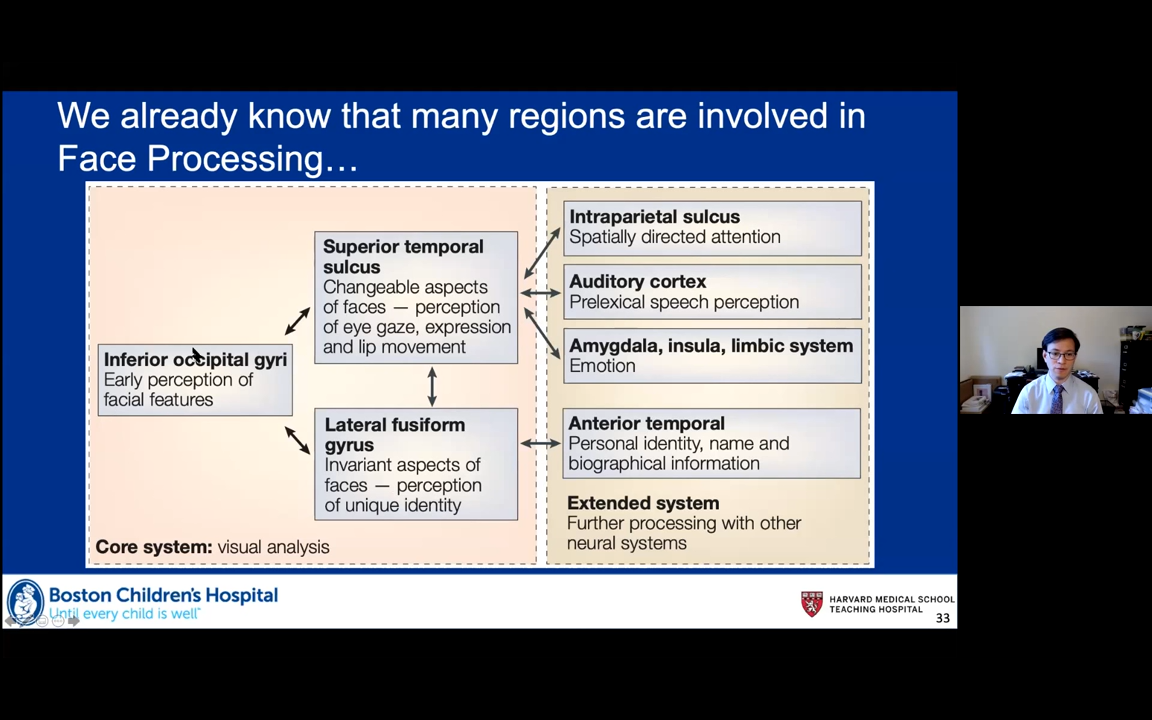 We already know that many regions are involved in
Face Processing…
Inferior occipital gyri
Early perception of
facial features
Superior temporal
sulcus
Changeable aspects
of faces — perception
of eye gaze, expression
and lip movement
Lateral fusiform
gyrus
Invariant aspects of
faces — perception
of unique identity
Core system: visual analysis
Intraparietal sulcus
Spatially directed attention
Auditory cortex
Prelexical speech perception
Amygdala, insula, limbic system
Emotion
Anterior temporal
Personal identity, name and
biographical information
Extended system
Further processing with other
neural systems
Boston Children's Hospital
Until every child is well™
HARVARD MEDICAL SCHOOL
TEACHING HOSPITAL
33